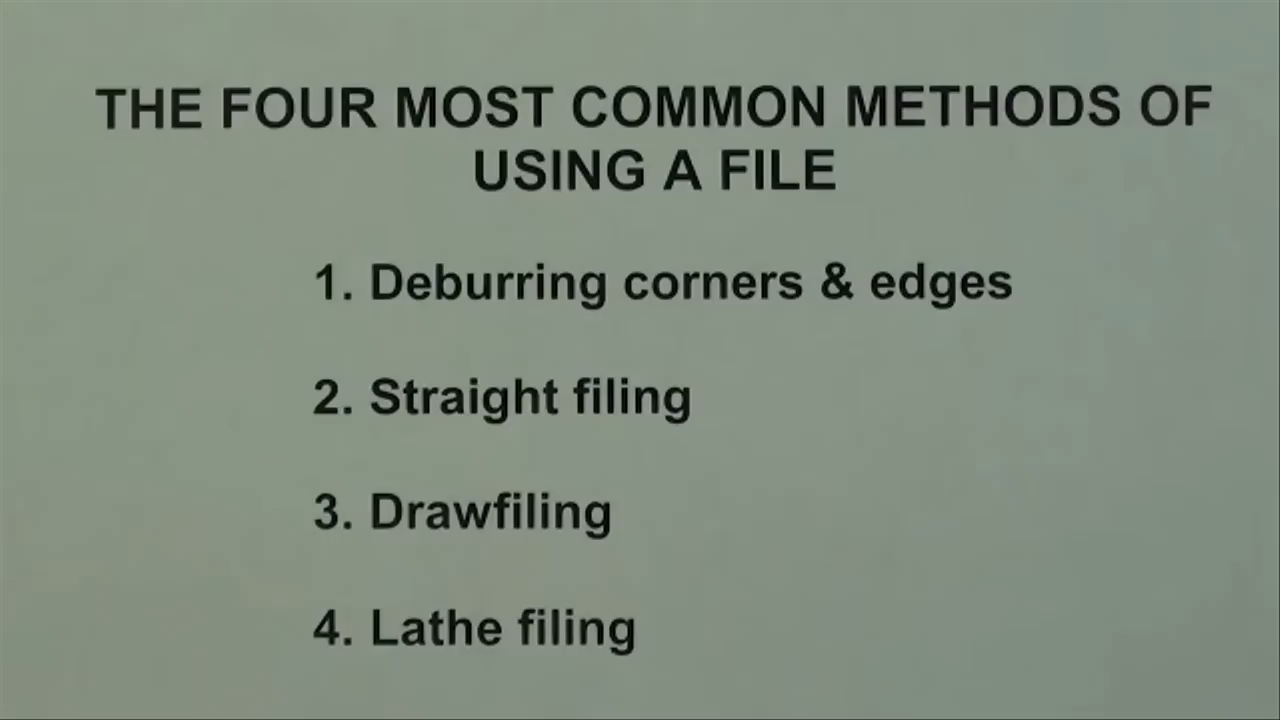 THE FOUR MOST COMMON METHODS OF
USING A FILE
1. Deburring corners & edges
2. Straight filing
3. Drawfiling
4. Lathe filing